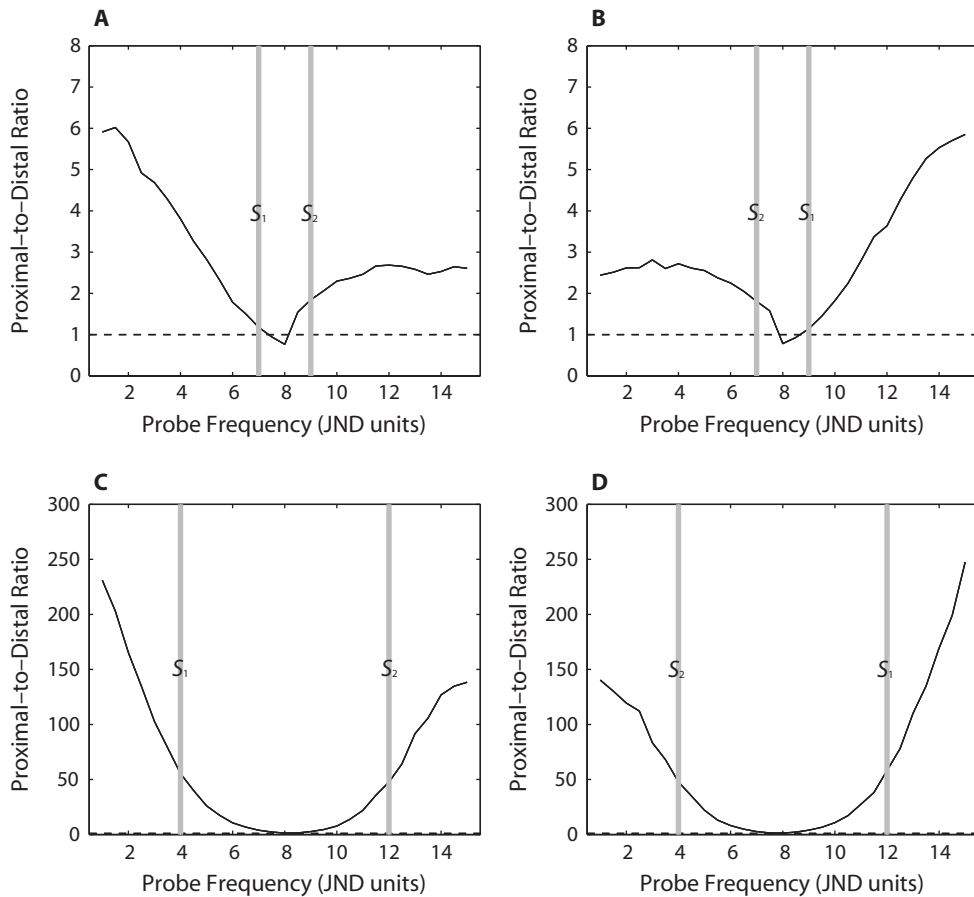 A
B
Proximal–to–Distal Ratio
8
7
6
5
4
3
2
1
0
S₁
S₂
2 4 6 8 10 12 14
Probe Frequency (JND units)
Proximal–to–Distal Ratio
8
7
6
5
4
3
2
1
0
S₂
S₁
2 4 6 8 10 12 14
Probe Frequency (JND units)
C
D
Proximal–to–Distal Ratio
300
250
200
150
100
50
0
S₁
S₂
2 4 6 8 10 12 14
Probe Frequency (JND units)
Proximal–to–Distal Ratio
300
250
200
150
100
50
0
S₂
S₁
2 4 6 8 10 12 14
Probe Frequency (JND units)